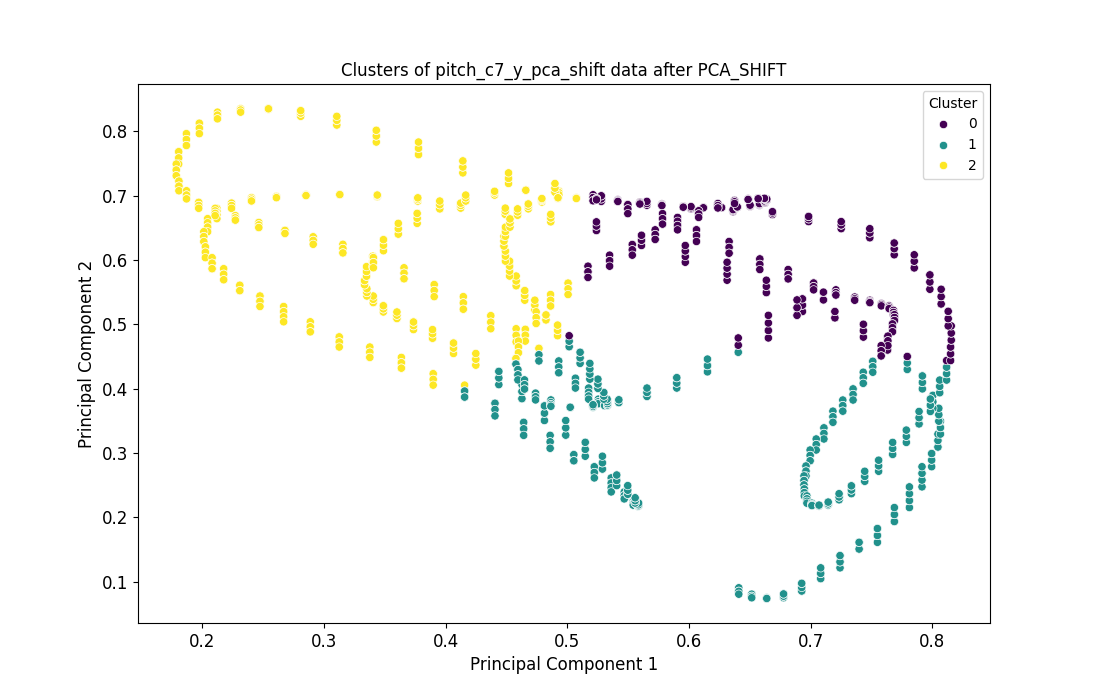 Clusters of pitch_c7_y_pca_shift data after PCA_SHIFT
Cluster
0
1
2
Principal Component 2
0.8
0.7
0.6
0.5
0.4
0.3
0.2
0.1
0.2 0.3 0.4 0.5 0.6 0.7 0.8
Principal Component 1